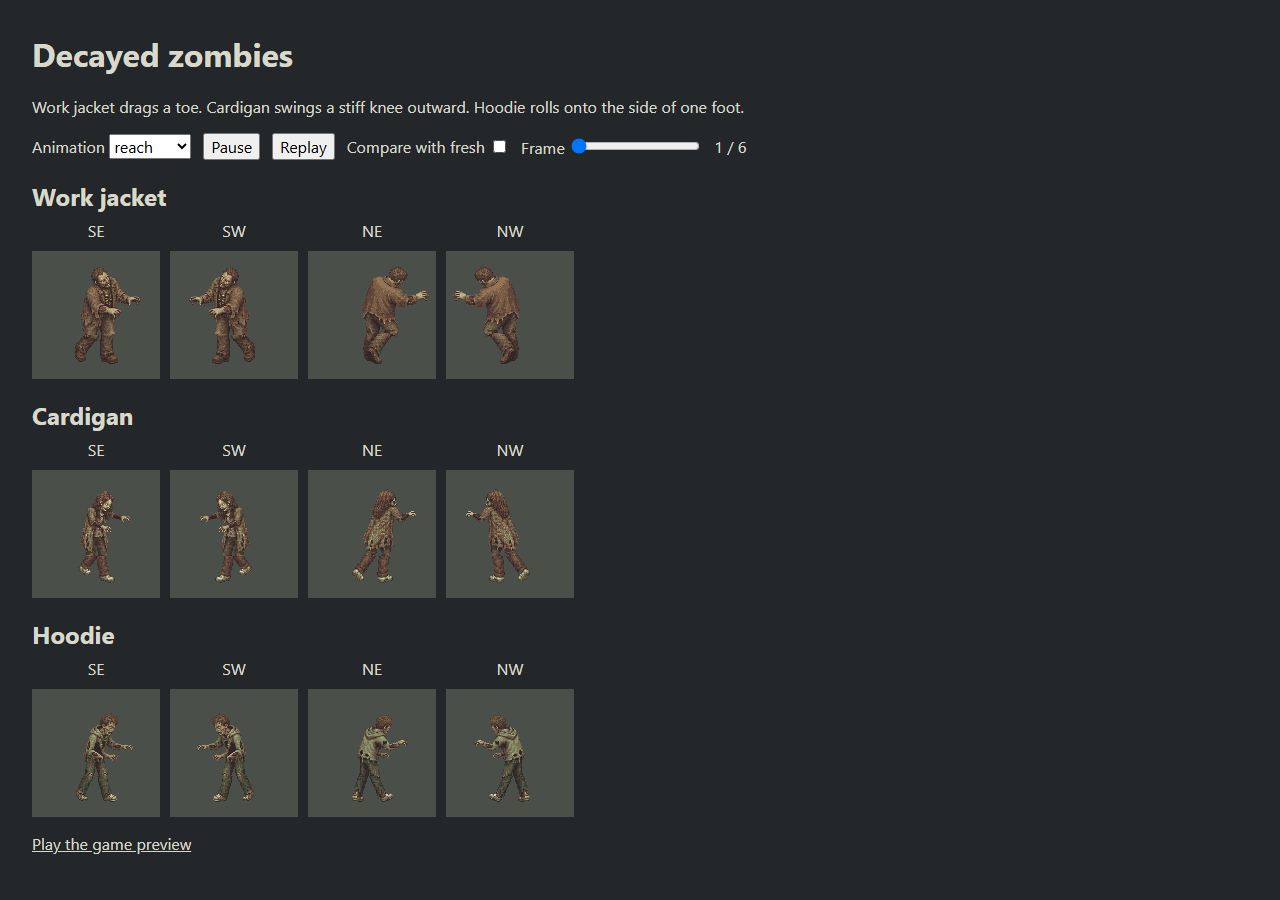 Decayed zombies
Work jacket drags a toe. Cardigan swings a stiff knee outward. Hoodie rolls onto the side of one foot.
Animation reach Pause Replay Compare with fresh Frame 1 / 6
Work jacket
SE SW NE NW
Cardigan
SE SW NE NW
Hoodie
SE SW NE NW
Play the game preview